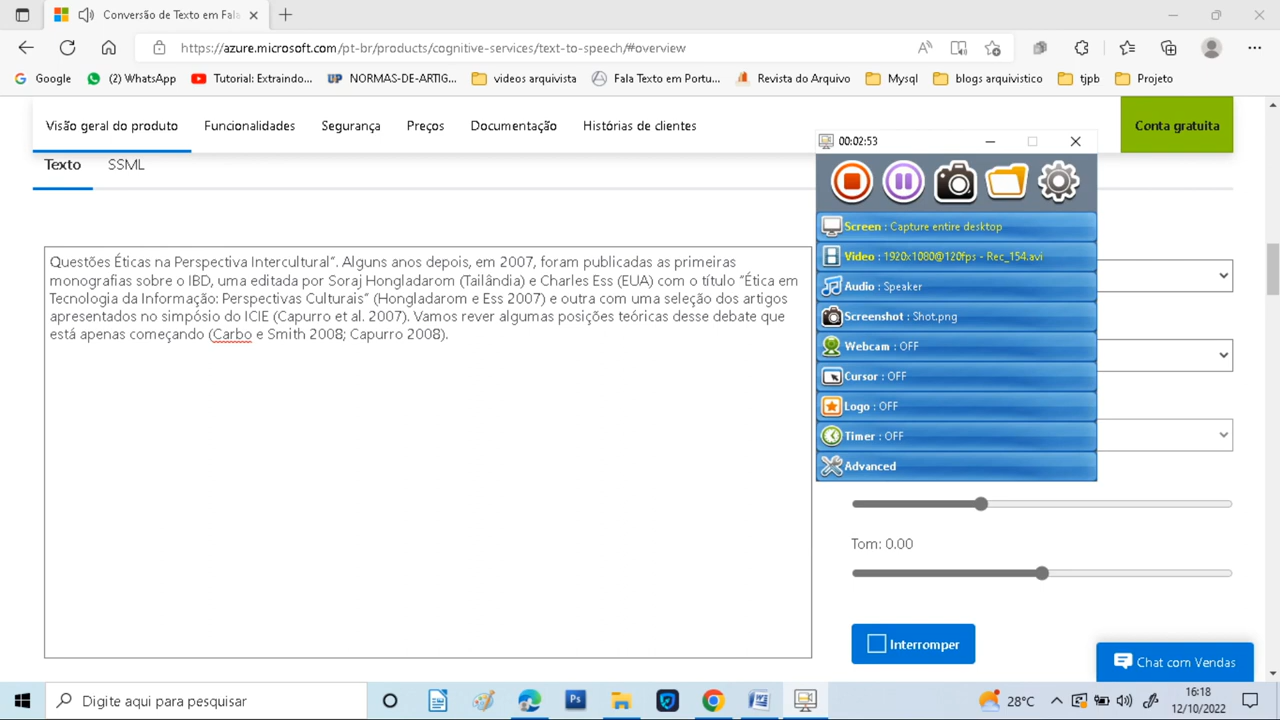 Conversão de Texto em Fala
https://azure.microsoft.com/pt-br/products/cognitive-services/text-to-speech/#overview
Google
(2) WhatsApp
Tutorial: Extraindo...
UP NORMAS-DE-ARTIG...
videos arquivista
Fala Texto em Portu...
Revista do Arquivo
Mysql
blogs arquivistico
tjpb
Projeto
Visão geral do produto
Funcionalidades
Segurança
Preços
Documentação
Histórias de clientes
Conta gratuita
Texto
SSML
Questões Éticas na Perspectiva Intercultural”. Alguns anos depois, em 2007, foram publicadas as primeiras
monografias sobre o IBD, uma editada por Soraj Hongladarom (Tailândia) e Charles Ess (EUA) com o título “Ética em
Tecnologia da Informação: Perspectivas Culturais” (Hongladarom e Ess 2007) e outra com uma seleção dos artigos
apresentados no simpósio do ICIE (Capurro et al. 2007). Vamos rever algumas posições teóricas desse debate que
está apenas começando (Carbo e Smith 2008; Capurro 2008).
00:02:53
Screen : Capture entire desktop
Video : 1920x1080@120fps - Rec_154.avi
Audio : Speaker
Screenshot : Shot.png
Webcam : OFF
Cursor : OFF
Logo : OFF
Timer : OFF
Advanced
Tom: 0.00
Interromper
Chat com Vendas
Digite aqui para pesquisar
28°C
16:18
12/10/2022